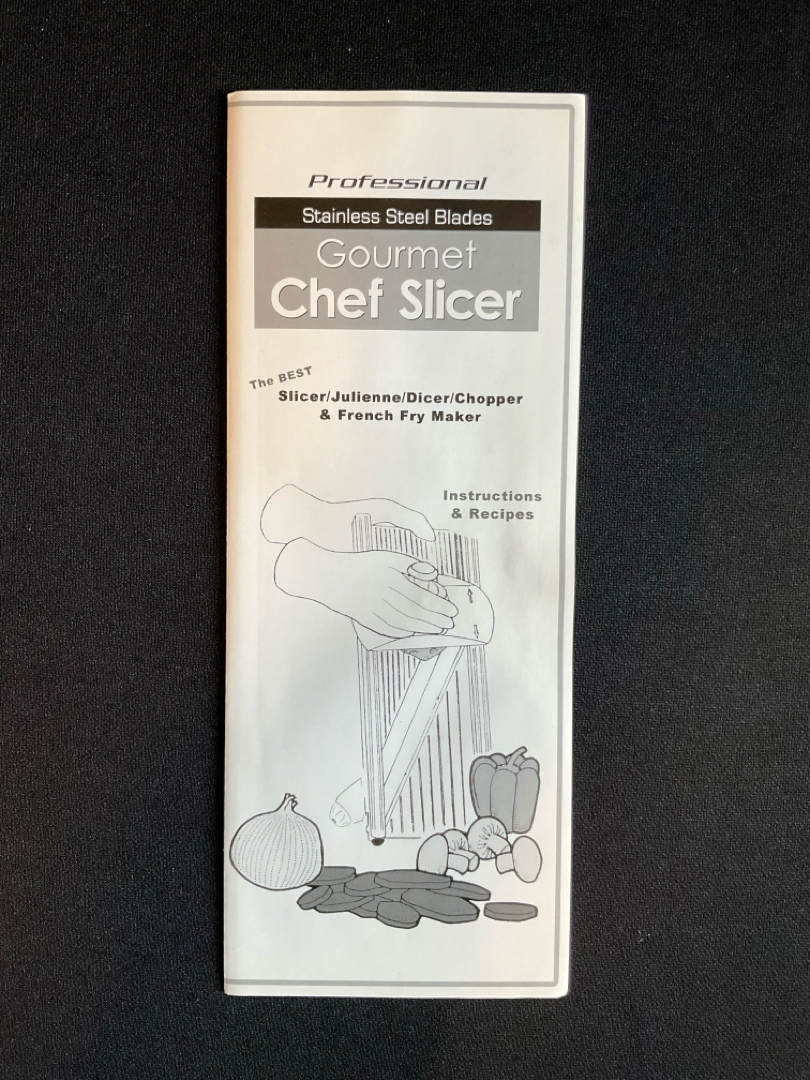 Professional
Stainless Steel Blades
Gourmet
Chef Slicer
The BEST
Slicer/Julienne/Dicer/Chopper
& French Fry Maker
Instructions
& Recipes